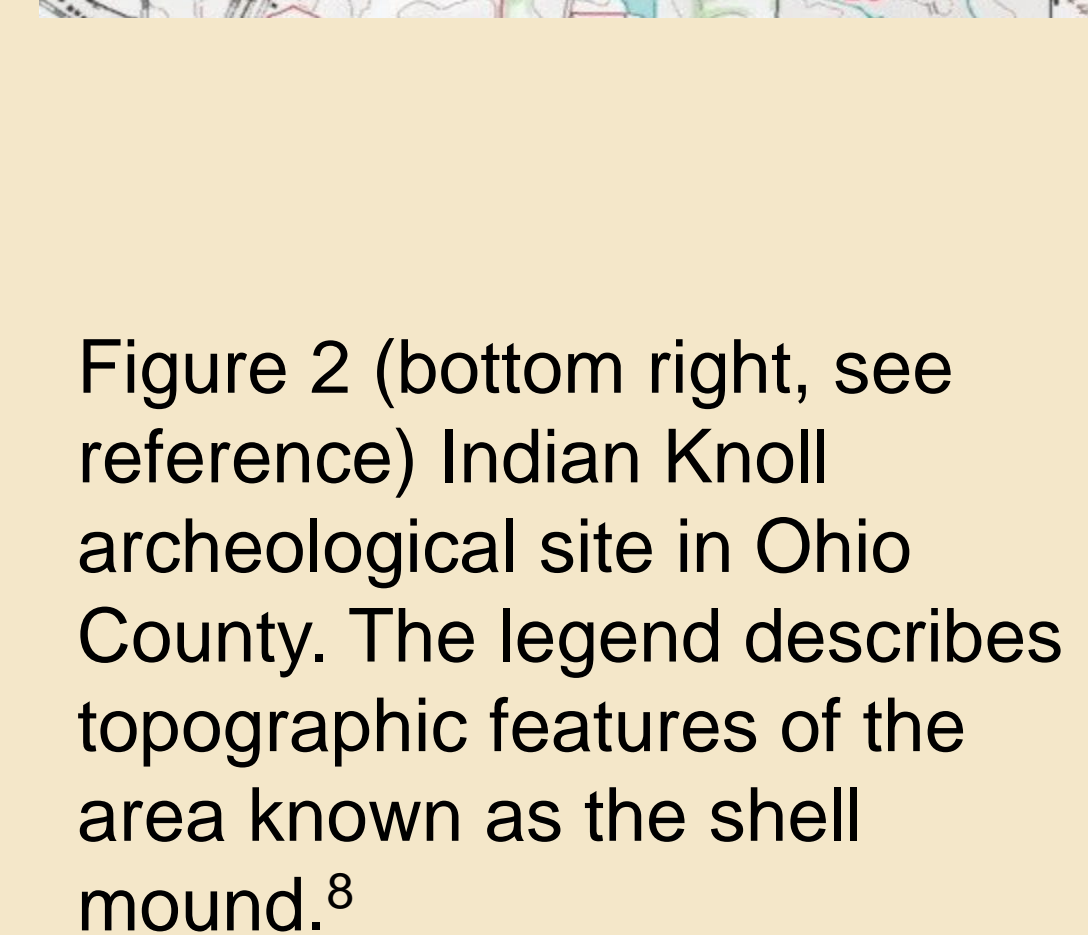 Figure 2 (bottom right, see
reference) Indian Knoll
archeological site in Ohio
County. The legend describes
topographic features of the
area known as the shell
mound.⁸